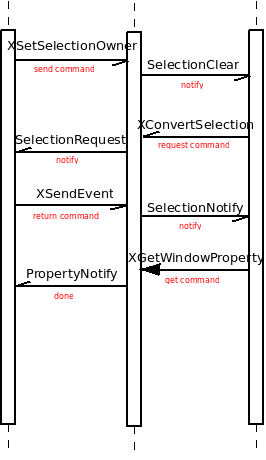 XSetSelectionOwner
send command
SelectionClear
notify
XConvertSelection
request command
SelectionRequest
notify
XSendEvent
return command
SelectionNotify
notify
XGetWindowProperty
get command
PropertyNotify
done